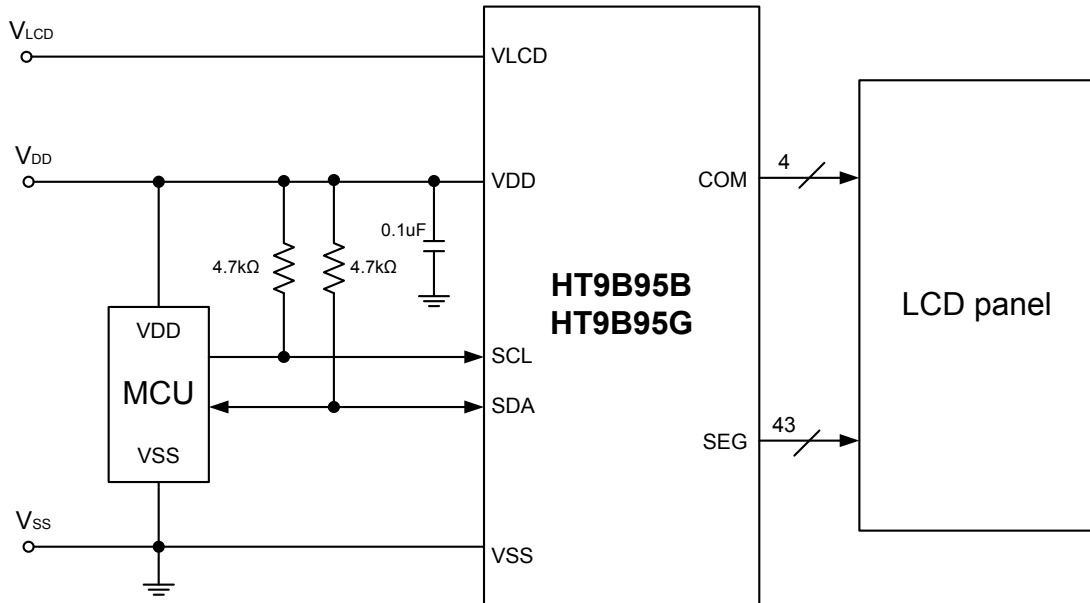 VLCD
VLCD
VDD
VDD
4
COM
0.1uF
4.7kΩ
4.7kΩ
HT9B95B
HT9B95G
LCD panel
VDD
SCL
MCU
SDA
43
SEG
VSS
VSS
VSS